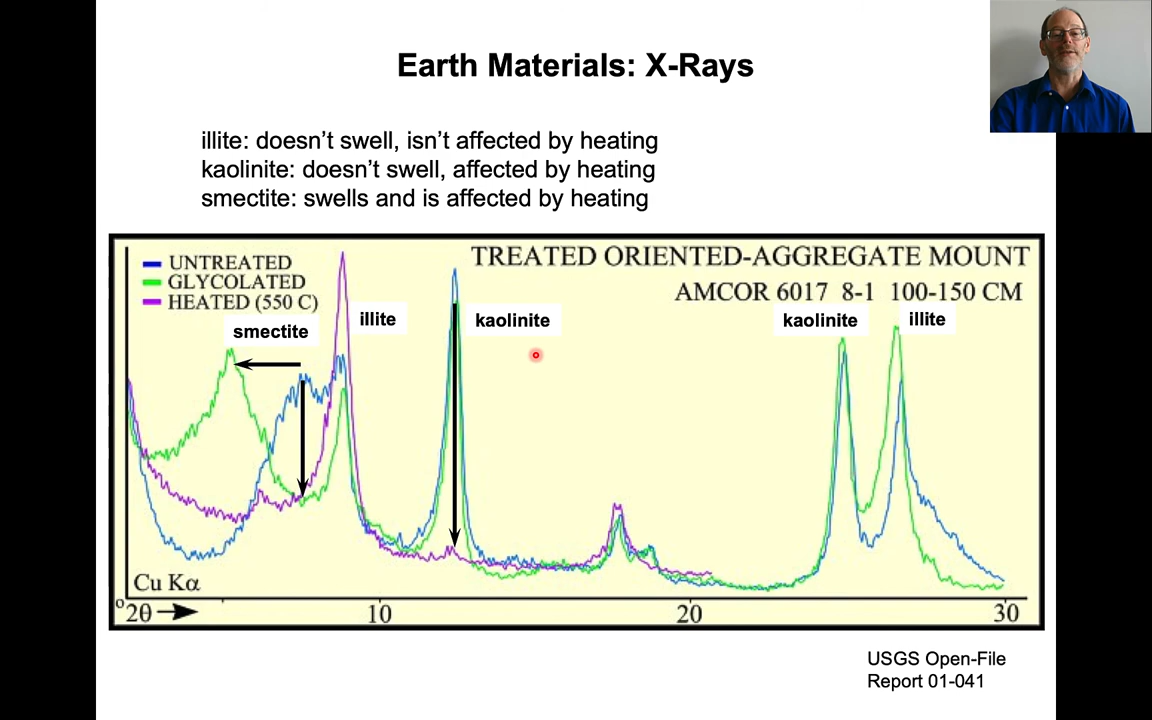 Earth Materials: X-Rays
illite: doesn’t swell, isn’t affected by heating
kaolinite: doesn’t swell, affected by heating
smectite: swells and is affected by heating
UNTREATED
GLYCOLATED
HEATED (550 C)
TREATED ORIENTED-AGGREGATE MOUNT
AMCOR 6017 8-1 100-150 CM
smectite
illite
kaolinite
kaolinite
illite
Cu Kα
°2θ
10
20
30
USGS Open-File
Report 01-041